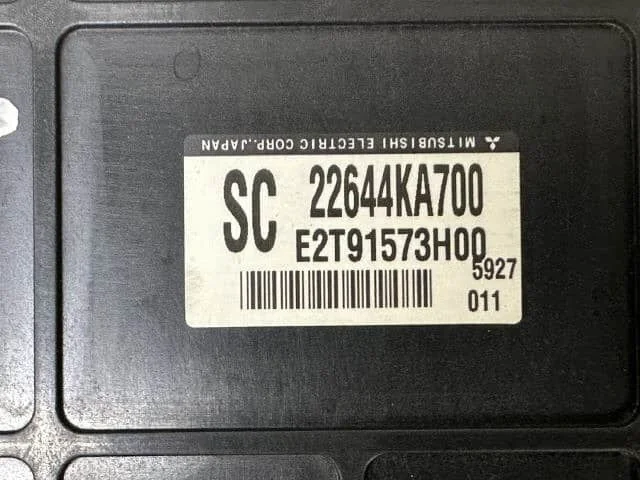 MITSUBISHI ELECTRIC CORP.,JAPAN
SC 22644KA700
E2T91573H00
5927
011